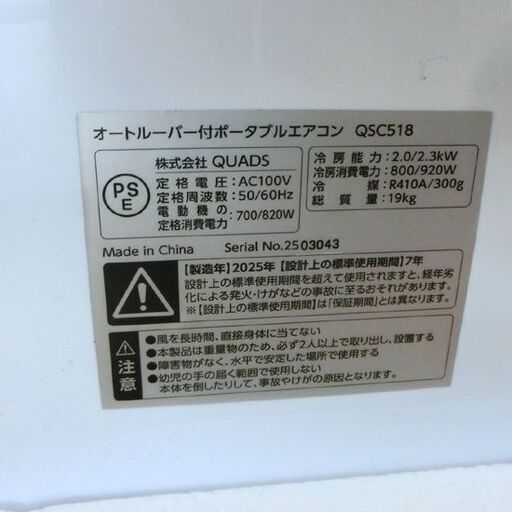 オートルーバー付ポータブルエアコン QSC518
PS
E
株式会社 QUADS
定格電圧:AC100V
定格周波数:50/60Hz
電動機の
定格消費電力:700/820W
冷房能力:2.0/2.3kW
冷房消費電力:800/920W
冷媒:R410A/300g
総質量:19kg
Made in China Serial No.2503043
【製造年】2025年【設計上の標準使用期間】7年
設計上の標準使用期間を超えて使用されますと、経年劣
化による発火・けがなどの事故に至るおそれがあります。
※【設計上の標準使用期間】は「保証期間」とは異なります。
注意
●風を長時間、直接身体に当てない
●本製品は重量物のため、必ず2人以上で取り出し、設置する
●障害物がなく、水平で安定した場所で使用する
●幼児の手の届く範囲で使用しない
本体を倒したりして、事故やけがの原因となります。